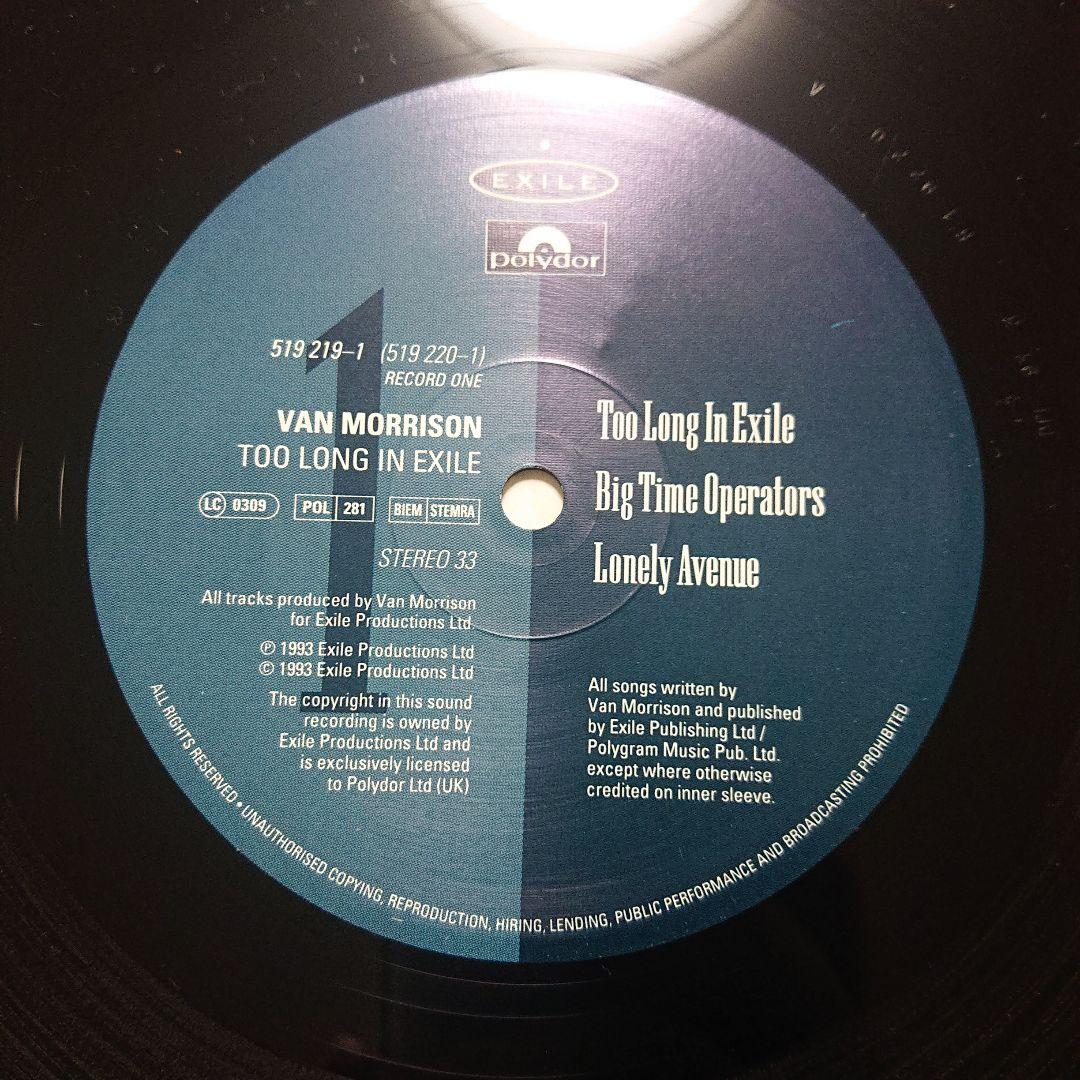 EXILE
polydor
1
519 219–1 (519 220–1)
RECORD ONE
VAN MORRISON
TOO LONG IN EXILE
LC 0309 POL 281 BIEM STEMRA
STEREO 33
All tracks produced by Van Morrison
for Exile Productions Ltd.
℗ 1993 Exile Productions Ltd
© 1993 Exile Productions Ltd
The copyright in this sound
recording is owned by
Exile Productions Ltd and
is exclusively licensed
to Polydor Ltd (UK)
Too Long In Exile
Big Time Operators
Lonely Avenue
All songs written by
Van Morrison and published
by Exile Publishing Ltd /
Polygram Music Pub. Ltd.
except where otherwise
credited on inner sleeve.
ALL RIGHTS RESERVED • UNAUTHORISED COPYING, REPRODUCTION, HIRING, LENDING, PUBLIC PERFORMANCE AND BROADCASTING PROHIBITED